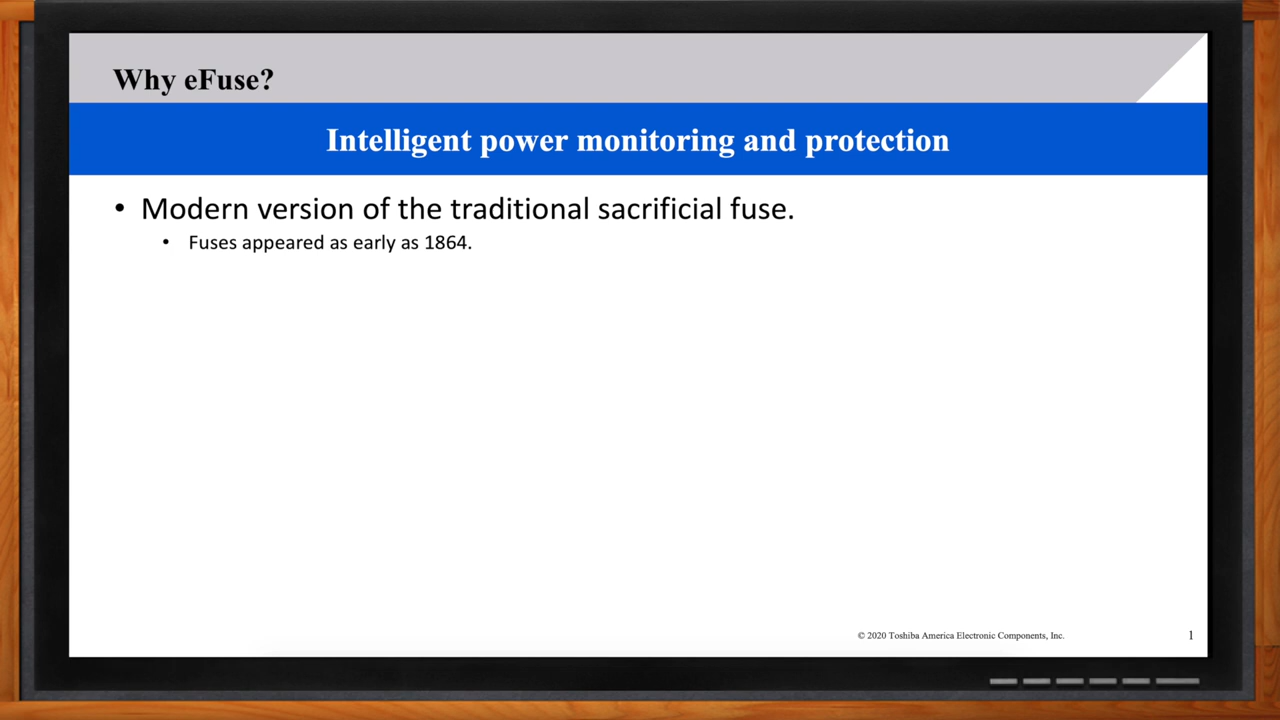 Why eFuse?
Intelligent power monitoring and protection
• Modern version of the traditional sacrificial fuse.
• Fuses appeared as early as 1864.
© 2020 Toshiba America Electronic Components, Inc.
1